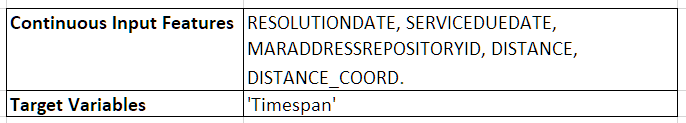 Continuous Input Features RESOLUTIONDATE, SERVICEDUEDATE,
MARADDRESSREPOSITORYID, DISTANCE,
DISTANCE_COORD.
Target Variables 'Timespan'